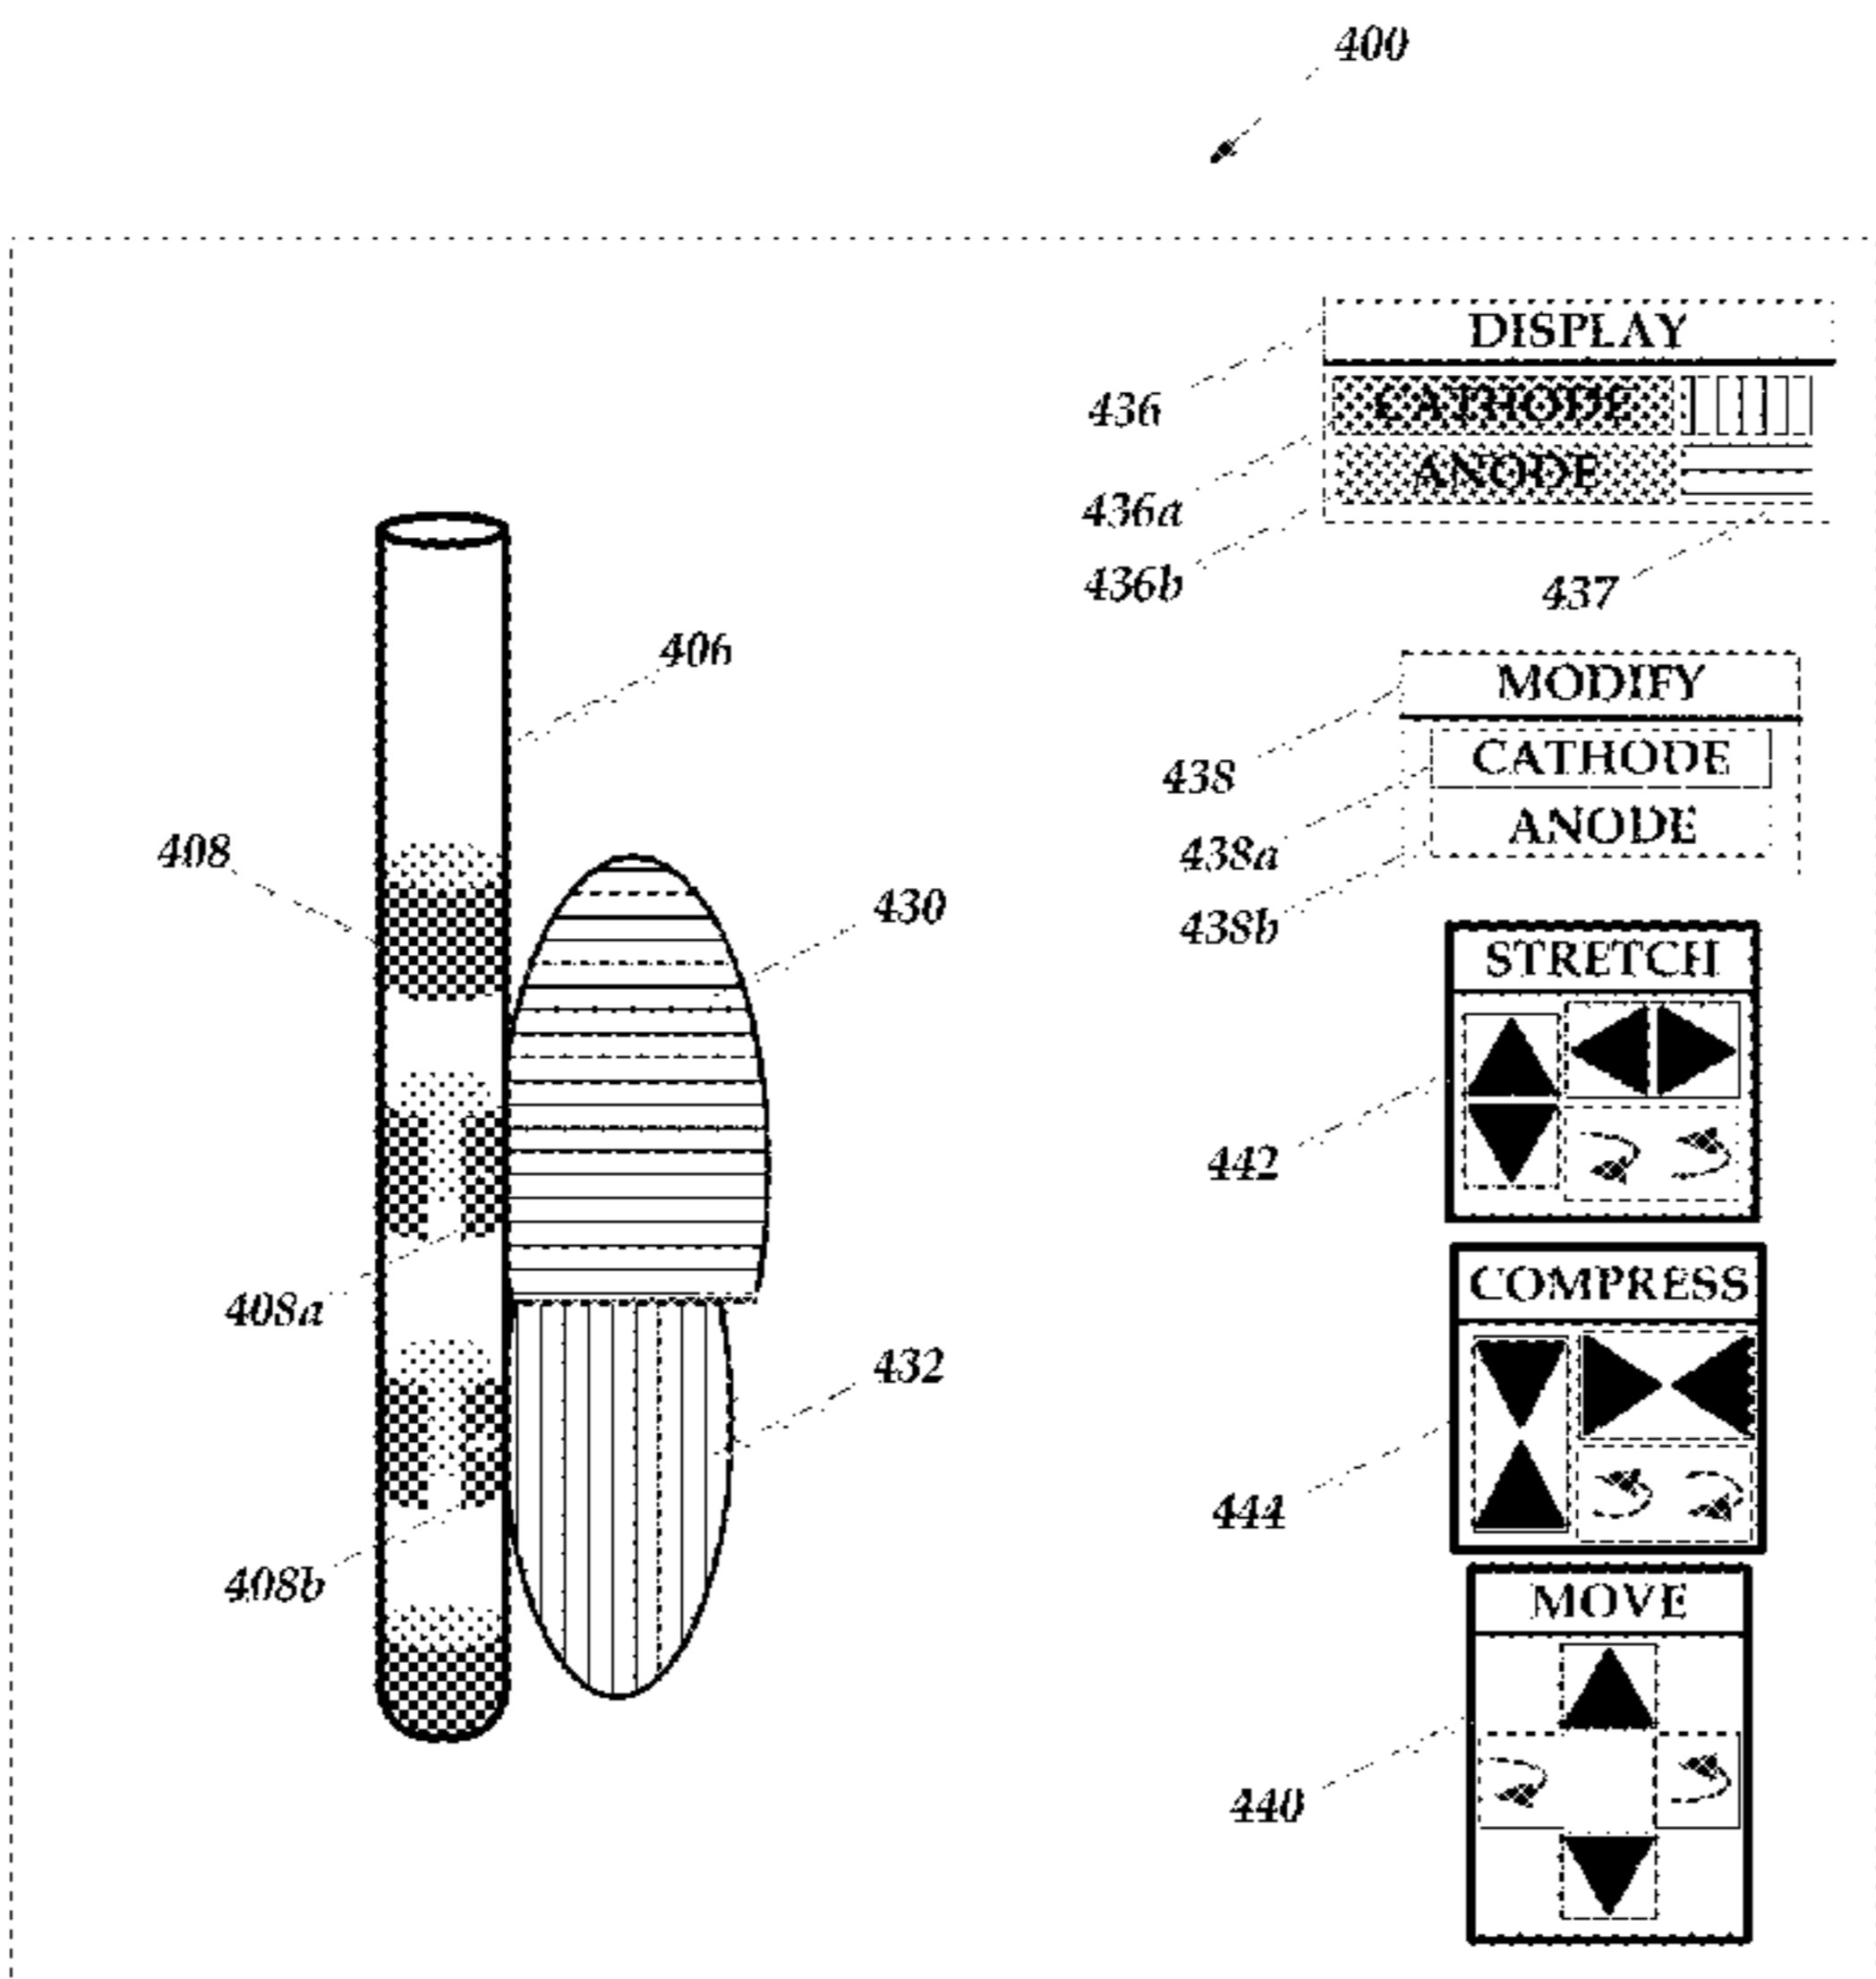 400
DISPLAY
436
CATHODE
436a
ANODE
436b
437
406
MODIFY
438
CATHODE
408
438a
ANODE
430
438b
STRETCH
442
408a
COMPRESS
432
444
408b
MOVE
440